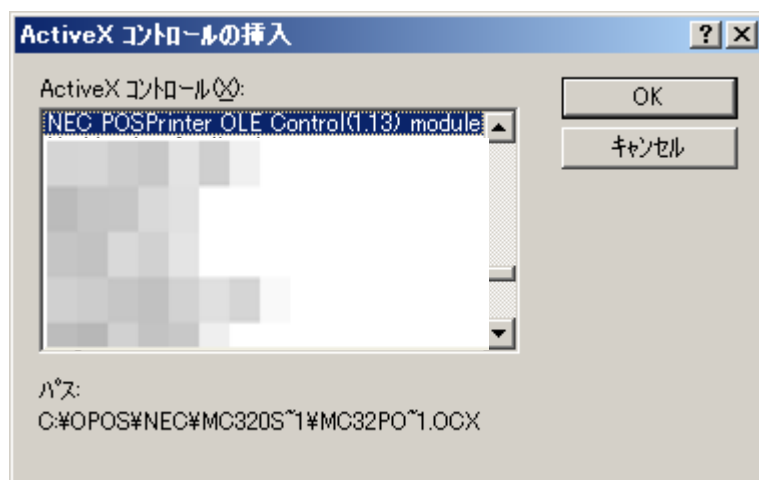 ActiveX コントロールの挿入
ActiveX コントロール(X):
NEC POSPrinter OLE Control(1.13) module
OK
キャンセル
パス:
C:¥OPOS¥NEC¥MC320S~1¥MC32PO~1.OCX